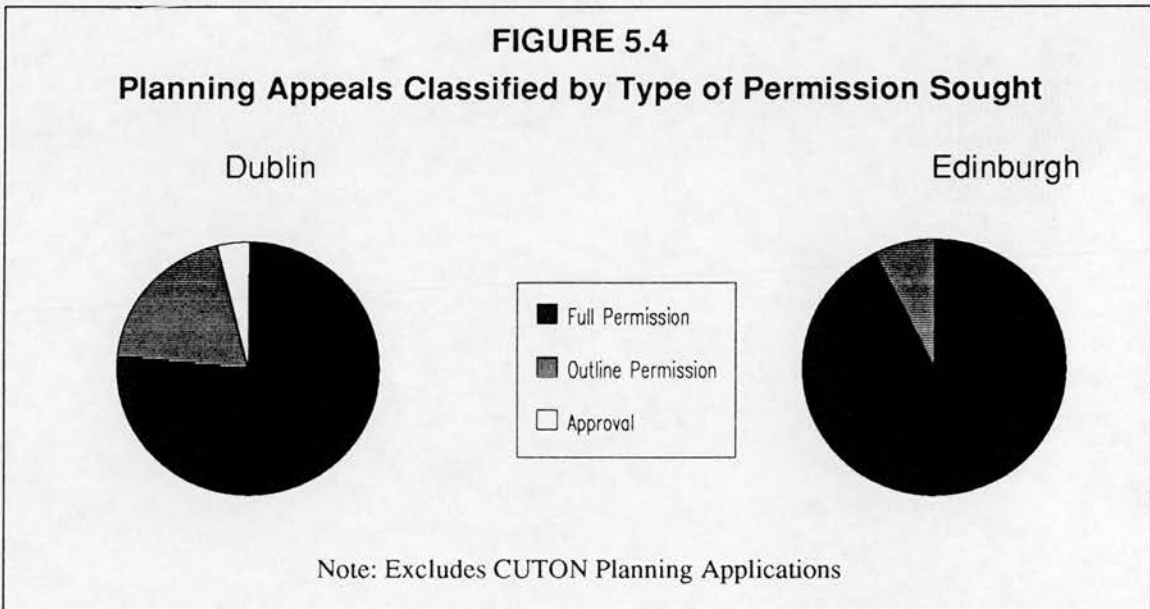 FIGURE 5.4
Planning Appeals Classified by Type of Permission Sought
Dublin
Edinburgh
Full Permission
Outline Permission
Approval
Note: Excludes CUTON Planning Applications